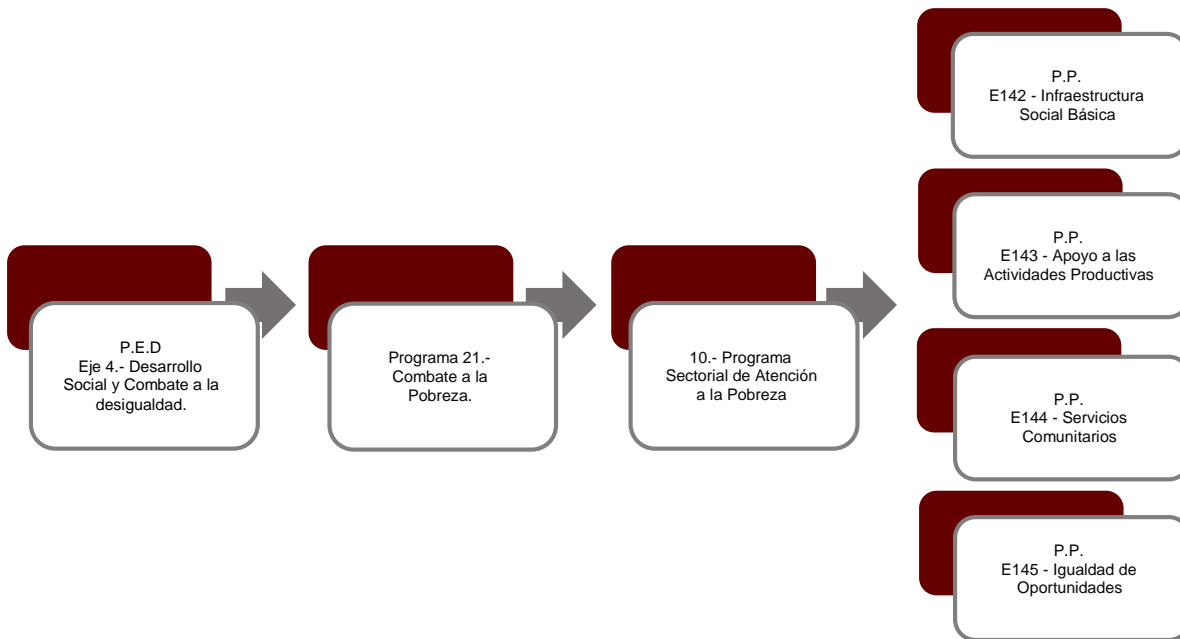 P.E.D
Eje 4.- Desarrollo
Social y Combate a la
desigualdad.
Programa 21.-
Combate a la
Pobreza.
10.- Programa
Sectorial de Atención
a la Pobreza
P.P.
E142 - Infraestructura
Social Básica
P.P.
E143 - Apoyo a las
Actividades Productivas
P.P.
E144 - Servicios
Comunitarios
P.P.
E145 - Igualdad de
Oportunidades